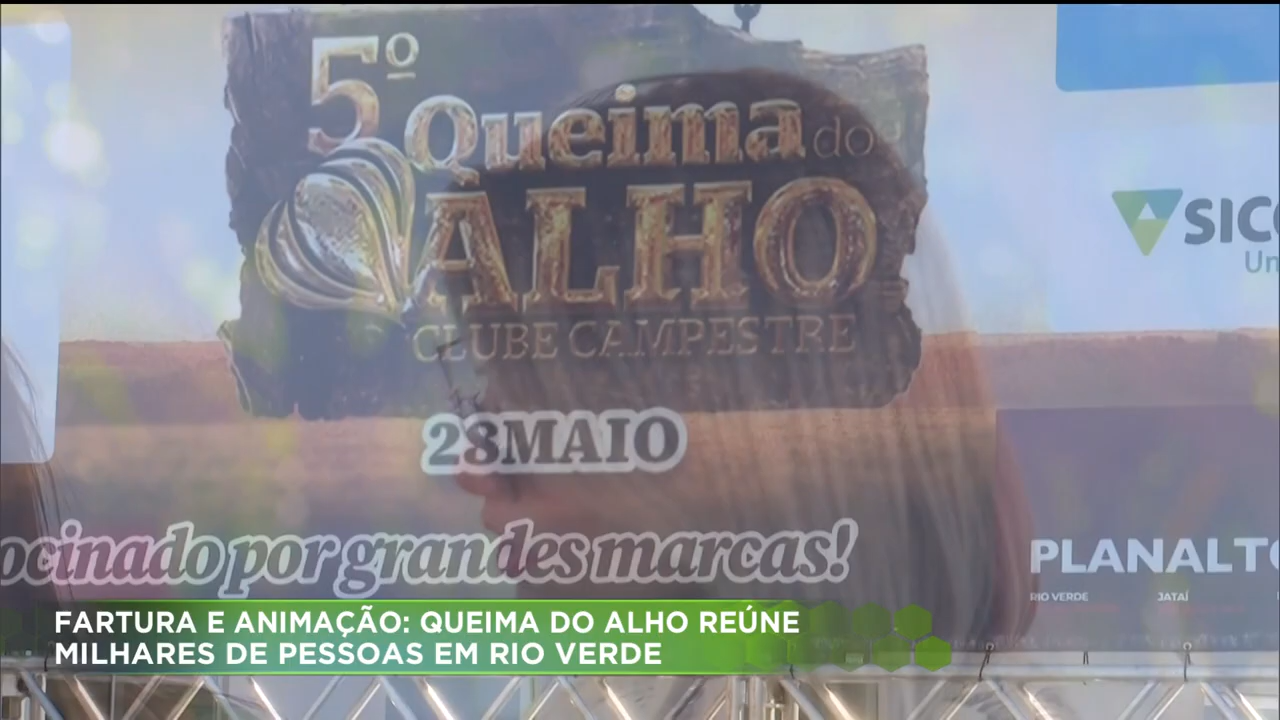 5º
Queima do
ALHO
CLUBE CAMPESTRE
28MAIO
ocinado por grandes marcas!
SIC
Un
PLANALTO
RIO VERDE
JATAÍ
FARTURA E ANIMAÇÃO: QUEIMA DO ALHO REÚNE
MILHARES DE PESSOAS EM RIO VERDE